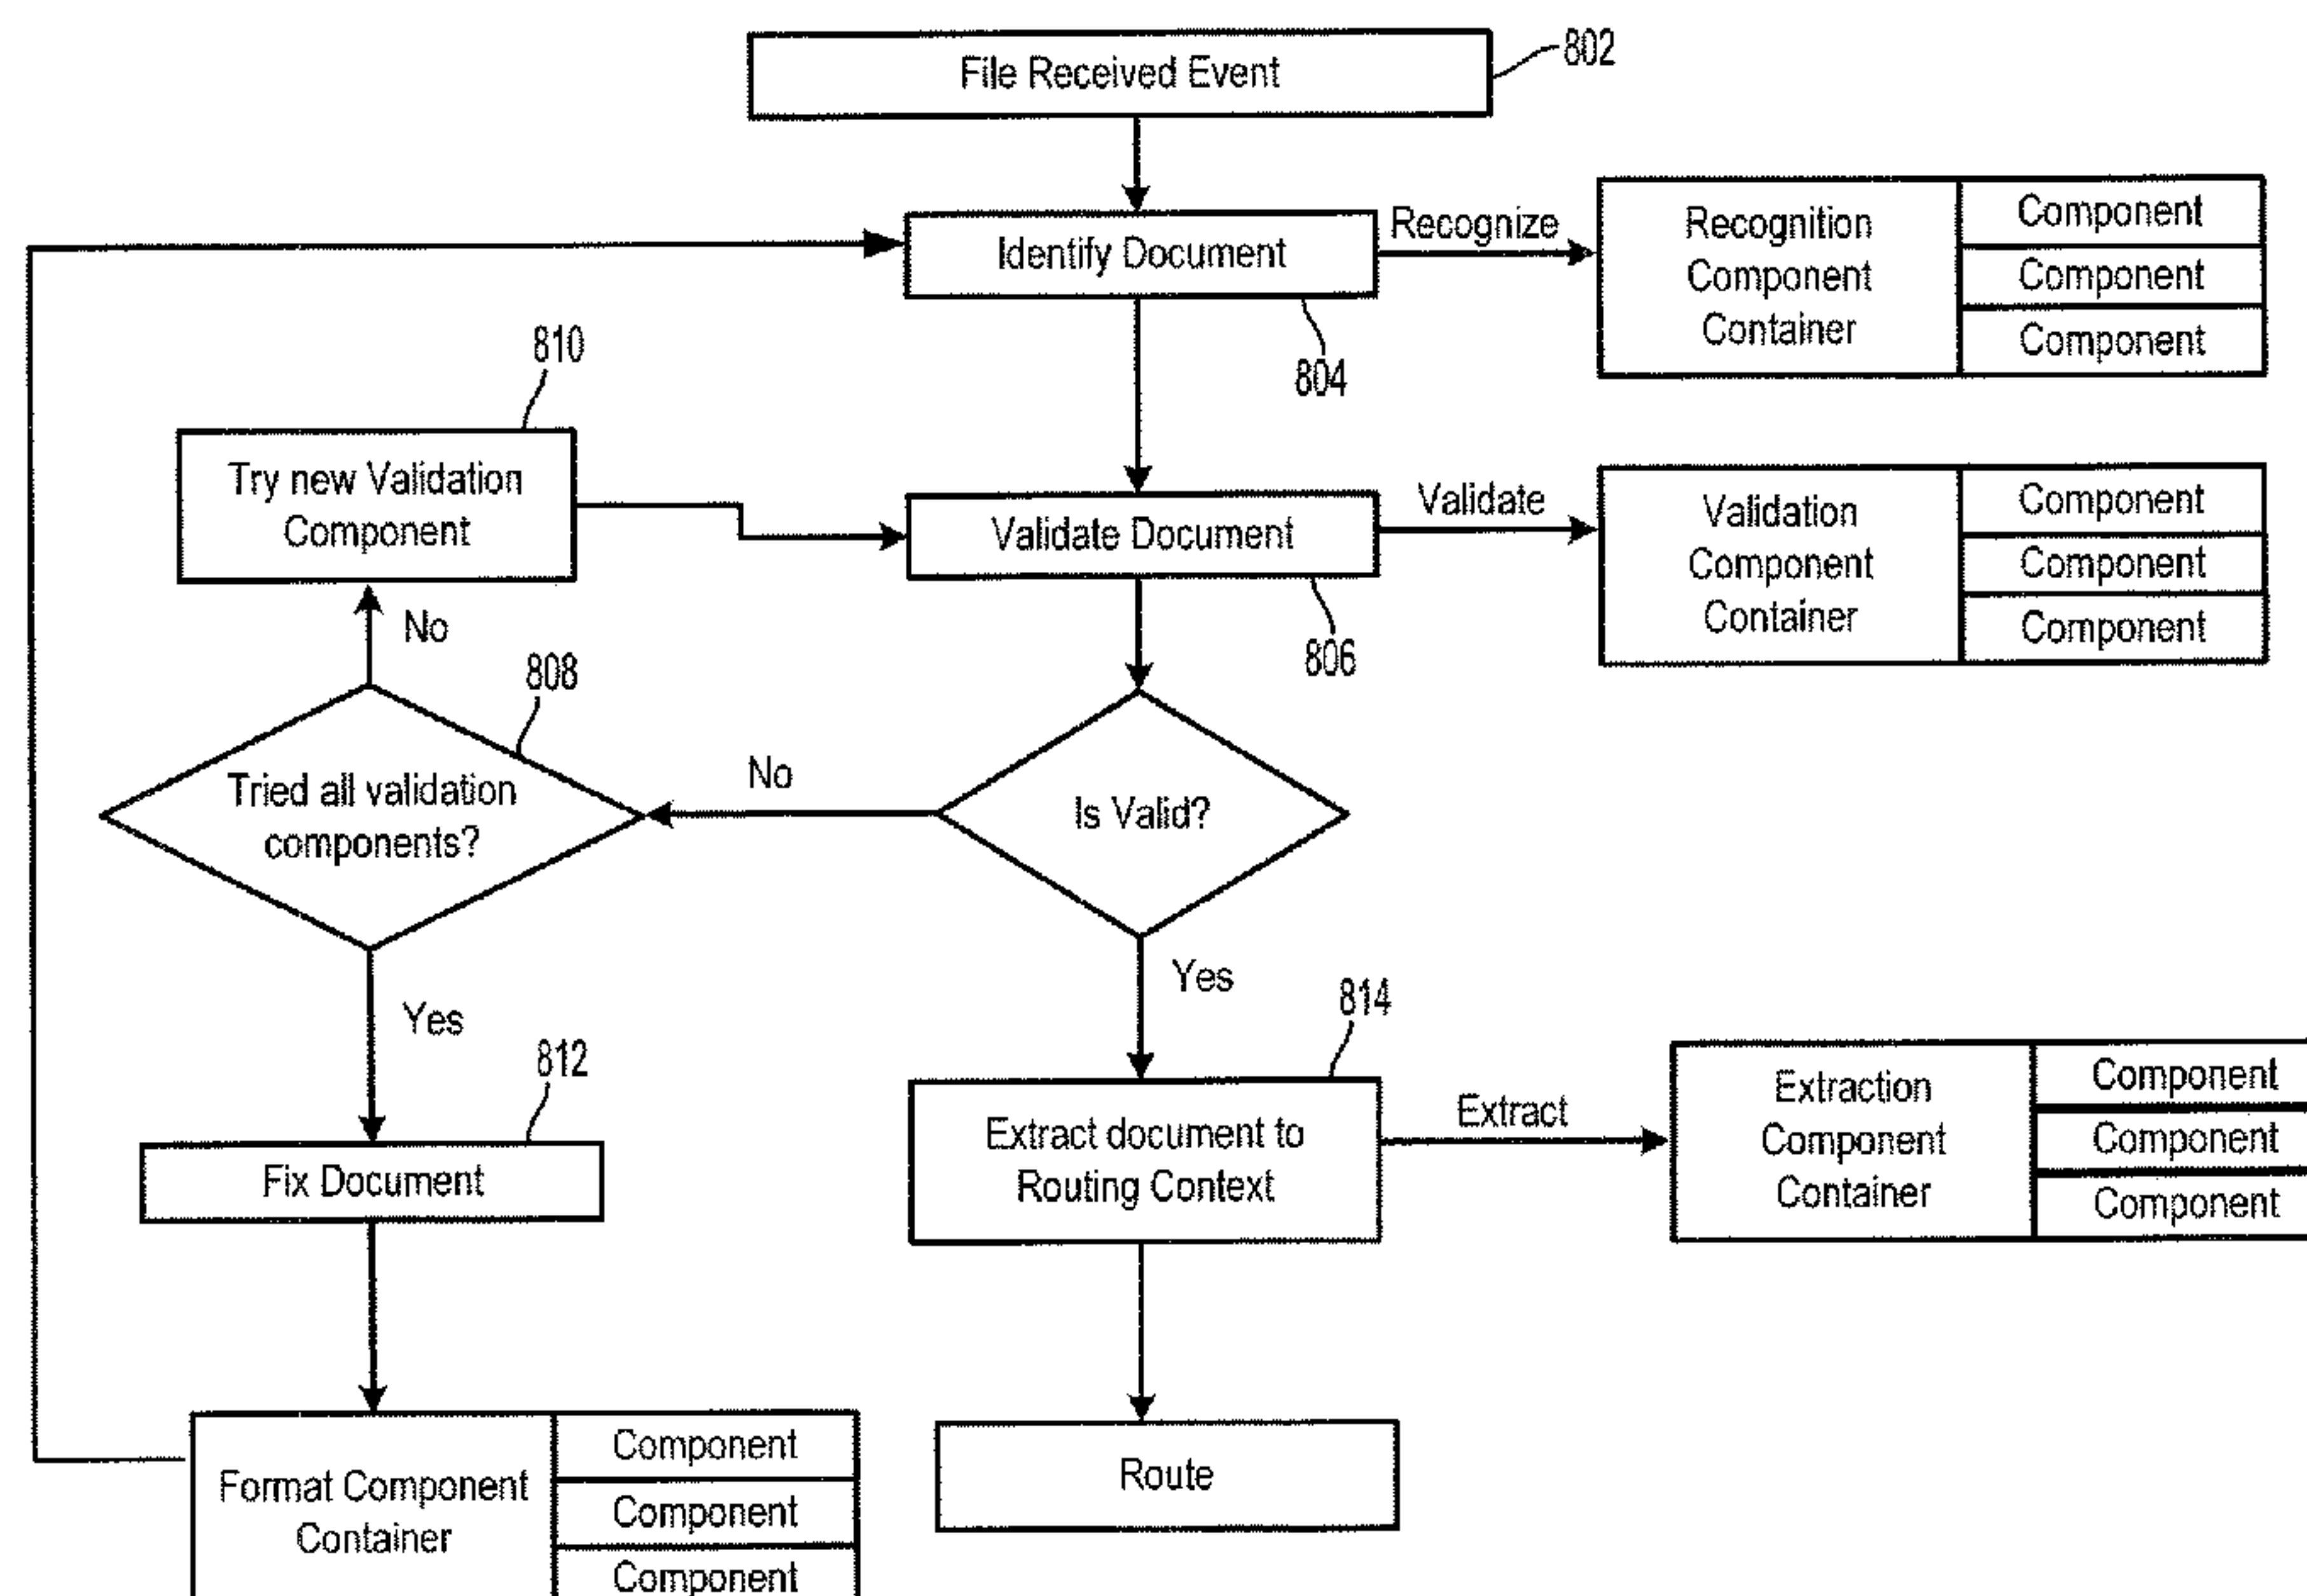 File Received Event
802
Identify Document
804
Recognize
Recognition
Component
Container
Component
Component
Component
810
Try new Validation
Component
Validate Document
806
Validate
Validation
Component
Container
Component
Component
Component
No
808
Tried all validation
components?
No
Is Valid?
Yes
Yes
814
812
Fix Document
Extract document to
Routing Context
Extract
Extraction
Component
Container
Component
Component
Component
Format Component
Container
Component
Component
Component
Route